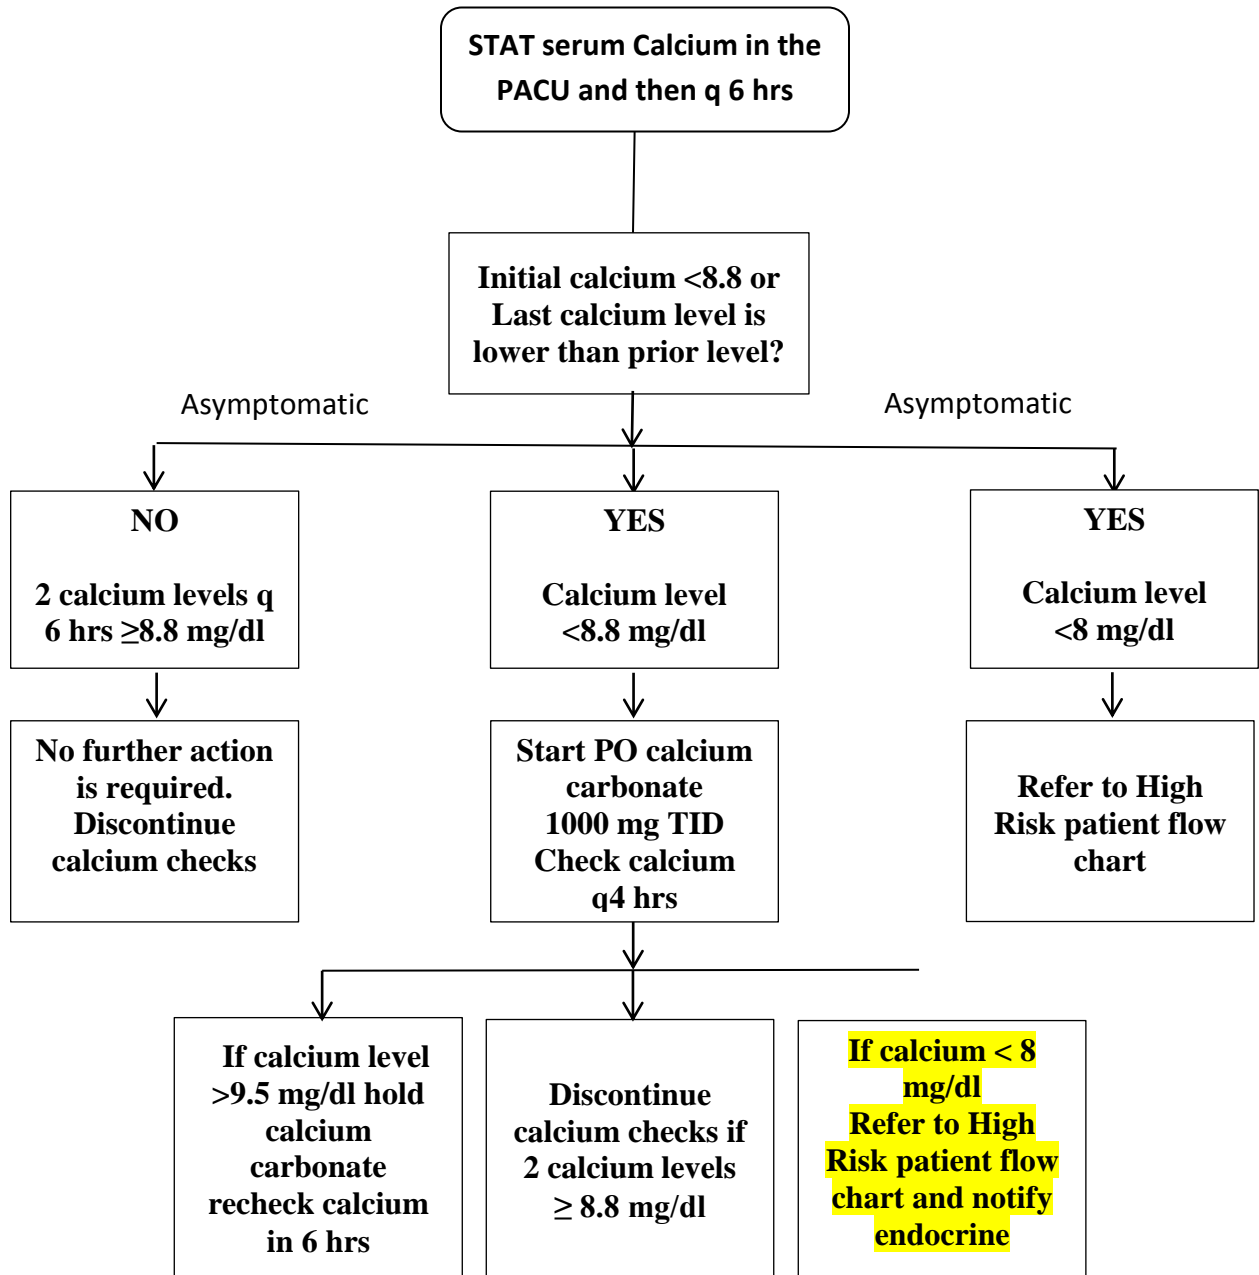 STAT serum Calcium in the
PACU and then q 6 hrs
Initial calcium <8.8 or
Last calcium level is
lower than prior level?
Asymptomatic
Asymptomatic
NO
2 calcium levels q
6 hrs ≥8.8 mg/dl
YES
Calcium level
<8.8 mg/dl
YES
Calcium level
<8 mg/dl
No further action
is required.
Discontinue
calcium checks
Start PO calcium
carbonate
1000 mg TID
Check calcium
q4 hrs
Refer to High
Risk patient flow
chart
If calcium level
>9.5 mg/dl hold
calcium
carbonate
recheck calcium
in 6 hrs
Discontinue
calcium checks if
2 calcium levels
≥ 8.8 mg/dl
If calcium < 8
mg/dl
Refer to High
Risk patient flow
chart and notify
endocrine